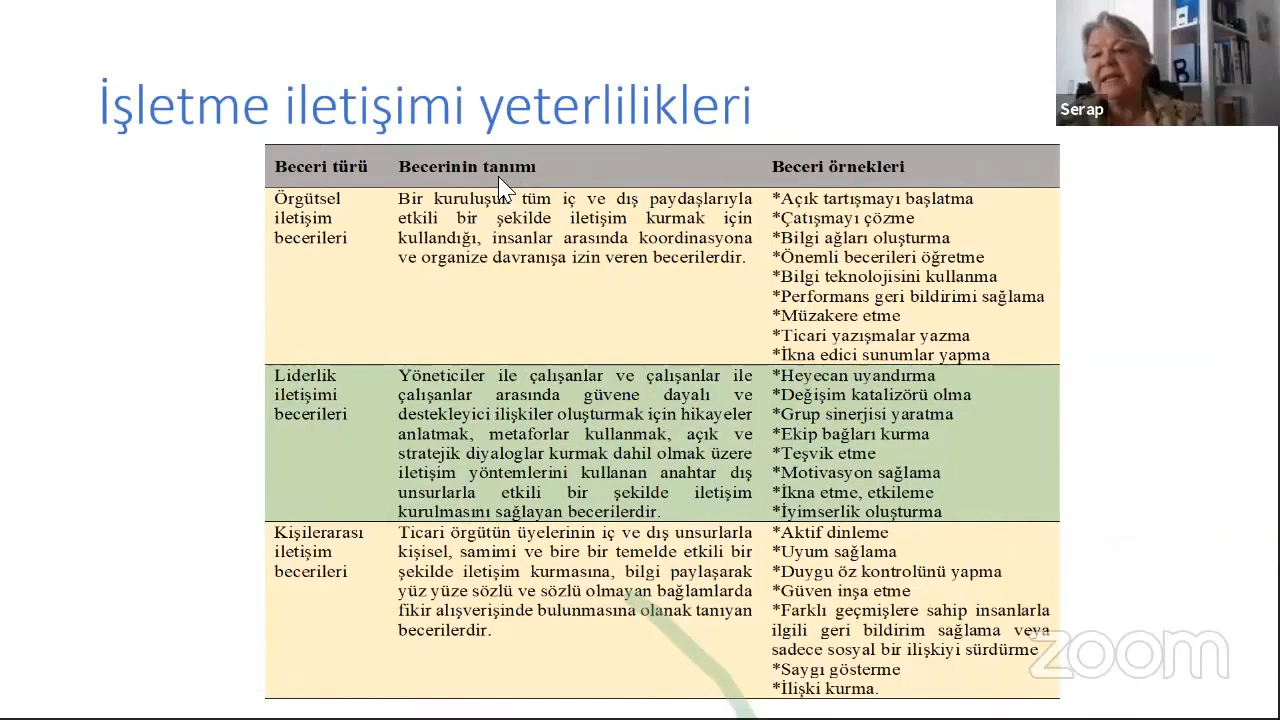 İşletme iletişimi yeterlilikleri
Serap
Beceri türü
Becerinin tanımı
Beceri örnekleri
Örgütsel
iletişim
becerileri
Bir kuruluşun tüm iç ve dış paydaşlarıyla
etkili bir şekilde iletişim kurmak için
kullandığı, insanlar arasında koordinasyona
ve organize davranışa izin veren becerilerdir.
*Açık tartışmayı başlatma
*Çatışmayı çözme
*Bilgi ağları oluşturma
*Önemli becerileri öğretme
*Bilgi teknolojisini kullanma
*Performans geri bildirimi sağlama
*Müzakere etme
*Ticari yazışmalar yazma
*İkna edici sunumlar yapma
Liderlik
iletişimi
becerileri
Yöneticiler ile çalışanlar ve çalışanlar ile
çalışanlar arasında güvene dayalı ve
destekleyici ilişkiler oluşturmak için hikayeler
anlatmak, metaforlar kullanmak, açık ve
stratejik diyaloglar kurmak dahil olmak üzere
iletişim yöntemlerini kullanan anahtar dış
unsurlarla etkili bir şekilde iletişim
kurulmasını sağlayan becerilerdir.
*Heyecan uyandırma
*Değişim katalizörü olma
*Grup sinerjisi yaratma
*Ekip bağları kurma
*Teşvik etme
*Motivasyon sağlama
*İkna etme, etkileme
*İyimserlik oluşturma
Kişilerarası
iletişim
becerileri
Ticari örgütün üyelerinin iç ve dış unsurlarla
kişisel, samimi ve bire bir temelde etkili bir
şekilde iletişim kurmasına, bilgi paylaşarak
yüz yüze sözlü ve sözlü olmayan bağlamlarda
fikir alışverişinde bulunmasına olanak tanıyan
becerilerdir.
*Aktif dinleme
*Uyum sağlama
*Duygu öz kontrolünü yapma
*Güven inşa etme
*Farklı geçmişlere sahip insanlarla
ilgili geri bildirim sağlama veya
sadece sosyal bir ilişkiyi sürdürme
*Saygı gösterme
*İlişki kurma.
zoom